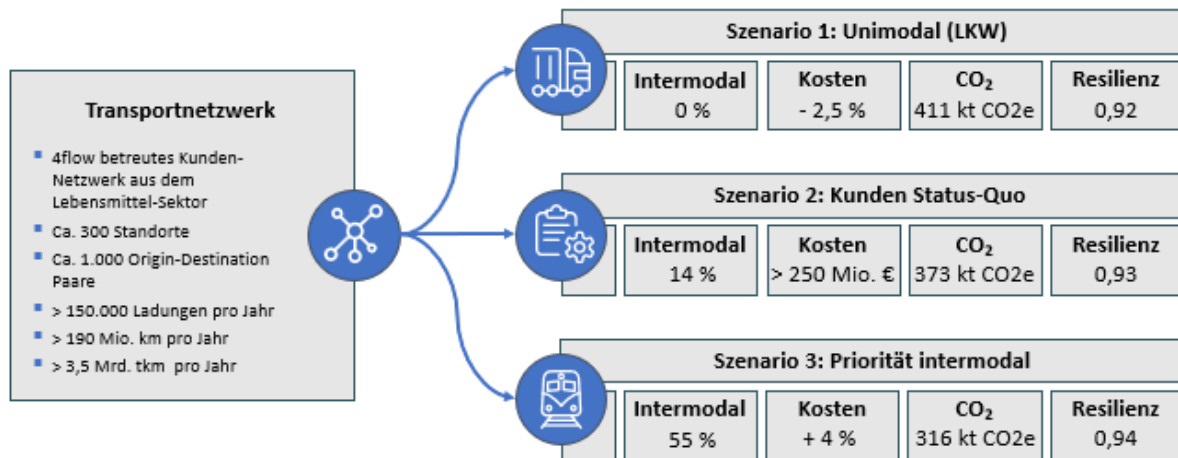 Transportnetzwerk
4flow betreutes Kunden-
Netzwerk aus dem
Lebensmittel-Sektor
Ca. 300 Standorte
Ca. 1.000 Origin-Destination
Paare
> 150.000 Ladungen pro Jahr
> 190 Mio. km pro Jahr
> 3,5 Mrd. tkm pro Jahr
Szenario 1: Unimodal (LKW)
Intermodal Kosten CO₂ Resilienz
0 % - 2,5 % 411 kt CO2e 0,92
Szenario 2: Kunden Status-Quo
Intermodal Kosten CO₂ Resilienz
14 % > 250 Mio. € 373 kt CO2e 0,93
Szenario 3: Priorität intermodal
Intermodal Kosten CO₂ Resilienz
55 % + 4 % 316 kt CO2e 0,94